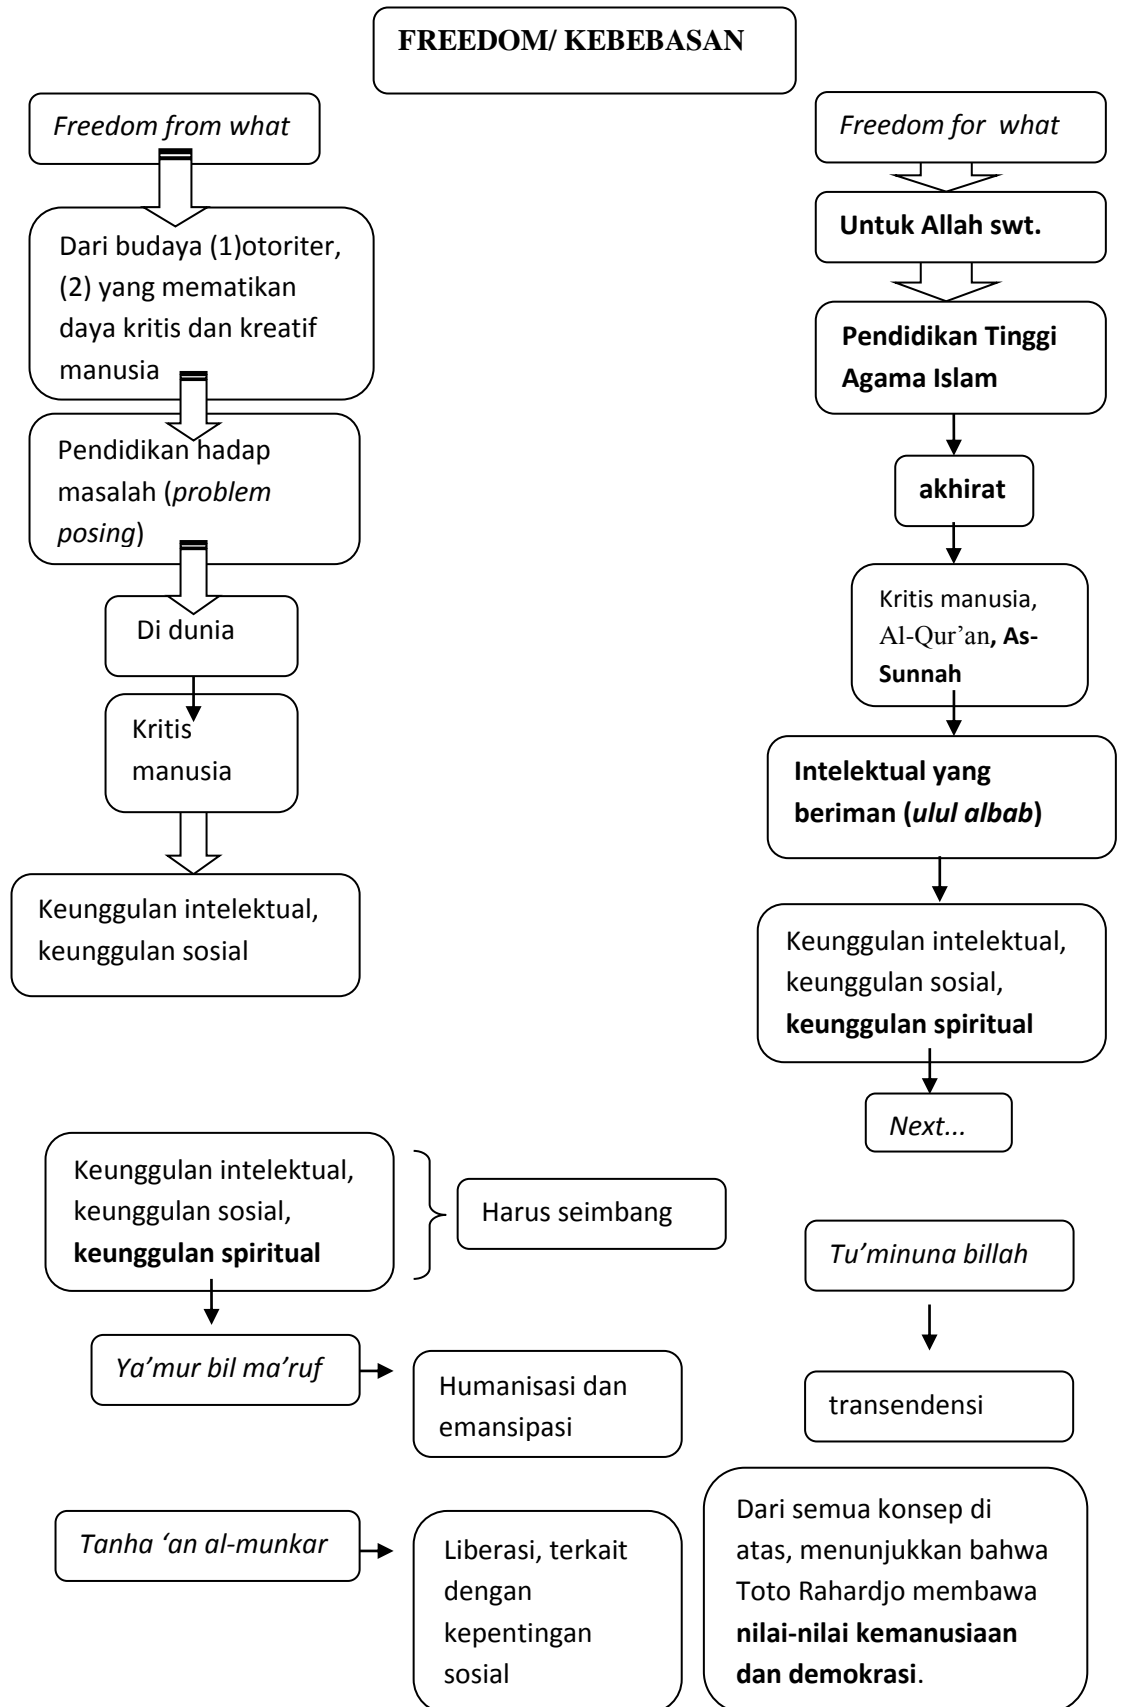 FREEDOM/ KEBEBASAN
Freedom from what
Dari budaya (1)otoriter,
(2) yang mematikan
daya kritis dan kreatif
manusia
Pendidikan hadap
masalah (problem
posing)
Di dunia
Kritis
manusia
Keunggulan intelektual,
keunggulan sosial
Freedom for what
Untuk Allah swt.
Pendidikan Tinggi
Agama Islam
akhirat
Kritis manusia,
Al-Qur’an, As-
Sunnah
Intelektual yang
beriman (ulul albab)
Keunggulan intelektual,
keunggulan sosial,
keunggulan spiritual
Next...
Keunggulan intelektual,
keunggulan sosial,
keunggulan spiritual
Harus seimbang
Ya’mur bil ma’ruf
Humanisasi dan
emansipasi
Tanha ‘an al-munkar
Liberasi, terkait
dengan
kepentingan
sosial
Tu’minuna billah
transendensi
Dari semua konsep di
atas, menunjukkan bahwa
Toto Rahardjo membawa
nilai-nilai kemanusiaan
dan demokrasi.